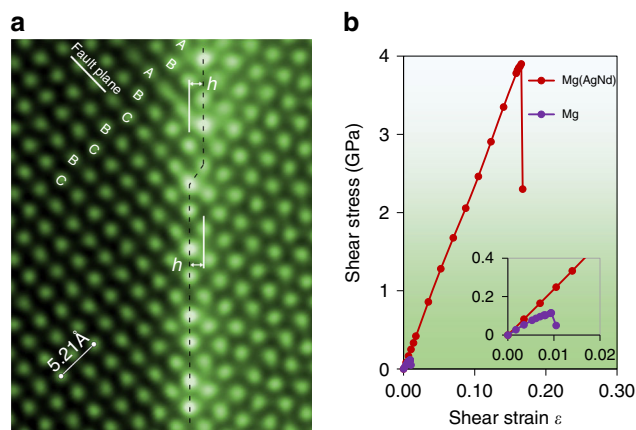 a
Fault plane
A
B
A
B
C
B
C
B
C
h
h
5.21Å
b
Shear stress (GPa)
4
3
2
1
0
0.00
0.10
0.20
0.30
Shear strain ε
Mg(AgNd)
Mg
0.4
0.2
0
0.00
0.01
0.02